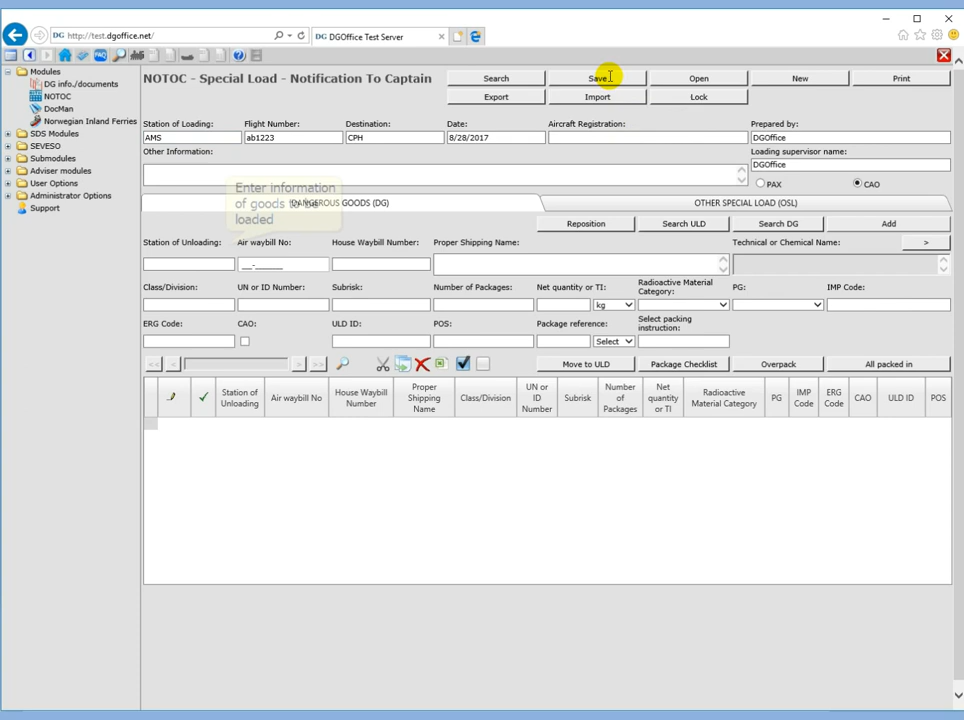 DG http://test.dgoffice.net/
DG DGOffice Test Server
FAQ
Modules
DG info./documents
NOTOC
DocMan
Norwegian Inland Ferries
SDS Modules
SEVESO
Submodules
Adviser modules
User Options
Administrator Options
Support
NOTOC - Special Load - Notification To Captain
Search
Save
Open
New
Print
Export
Import
Lock
Station of Loading:
Flight Number:
Destination:
Date:
Aircraft Registration:
Prepared by:
AMS
ab1223
CPH
8/28/2017
DGOffice
Other Information:
Loading supervisor name:
DGOffice
PAX
CAO
Enter information
of goods to be
loaded
DANGEROUS GOODS (DG)
OTHER SPECIAL LOAD (OSL)
Reposition
Search ULD
Search DG
Add
Station of Unloading:
Air waybill No:
House Waybill Number:
Proper Shipping Name:
Technical or Chemical Name:
>
__-______
Class/Division:
UN or ID Number:
Subrisk:
Number of Packages:
Net quantity or TI:
Radioactive Material
Category:
PG:
IMP Code:
kg
ERG Code:
CAO:
ULD ID:
POS:
Package reference:
Select packing
instruction:
Select
<<
<
>
>>
Move to ULD
Package Checklist
Overpack
All packed in
Station of
Unloading
Air waybill No
House Waybill
Number
Proper
Shipping
Name
Class/Division
UN or
ID
Number
Subrisk
Number
of
Packages
Net
quantity
or TI
Radioactive
Material Category
PG
IMP
Code
ERG
Code
CAO
ULD ID
POS